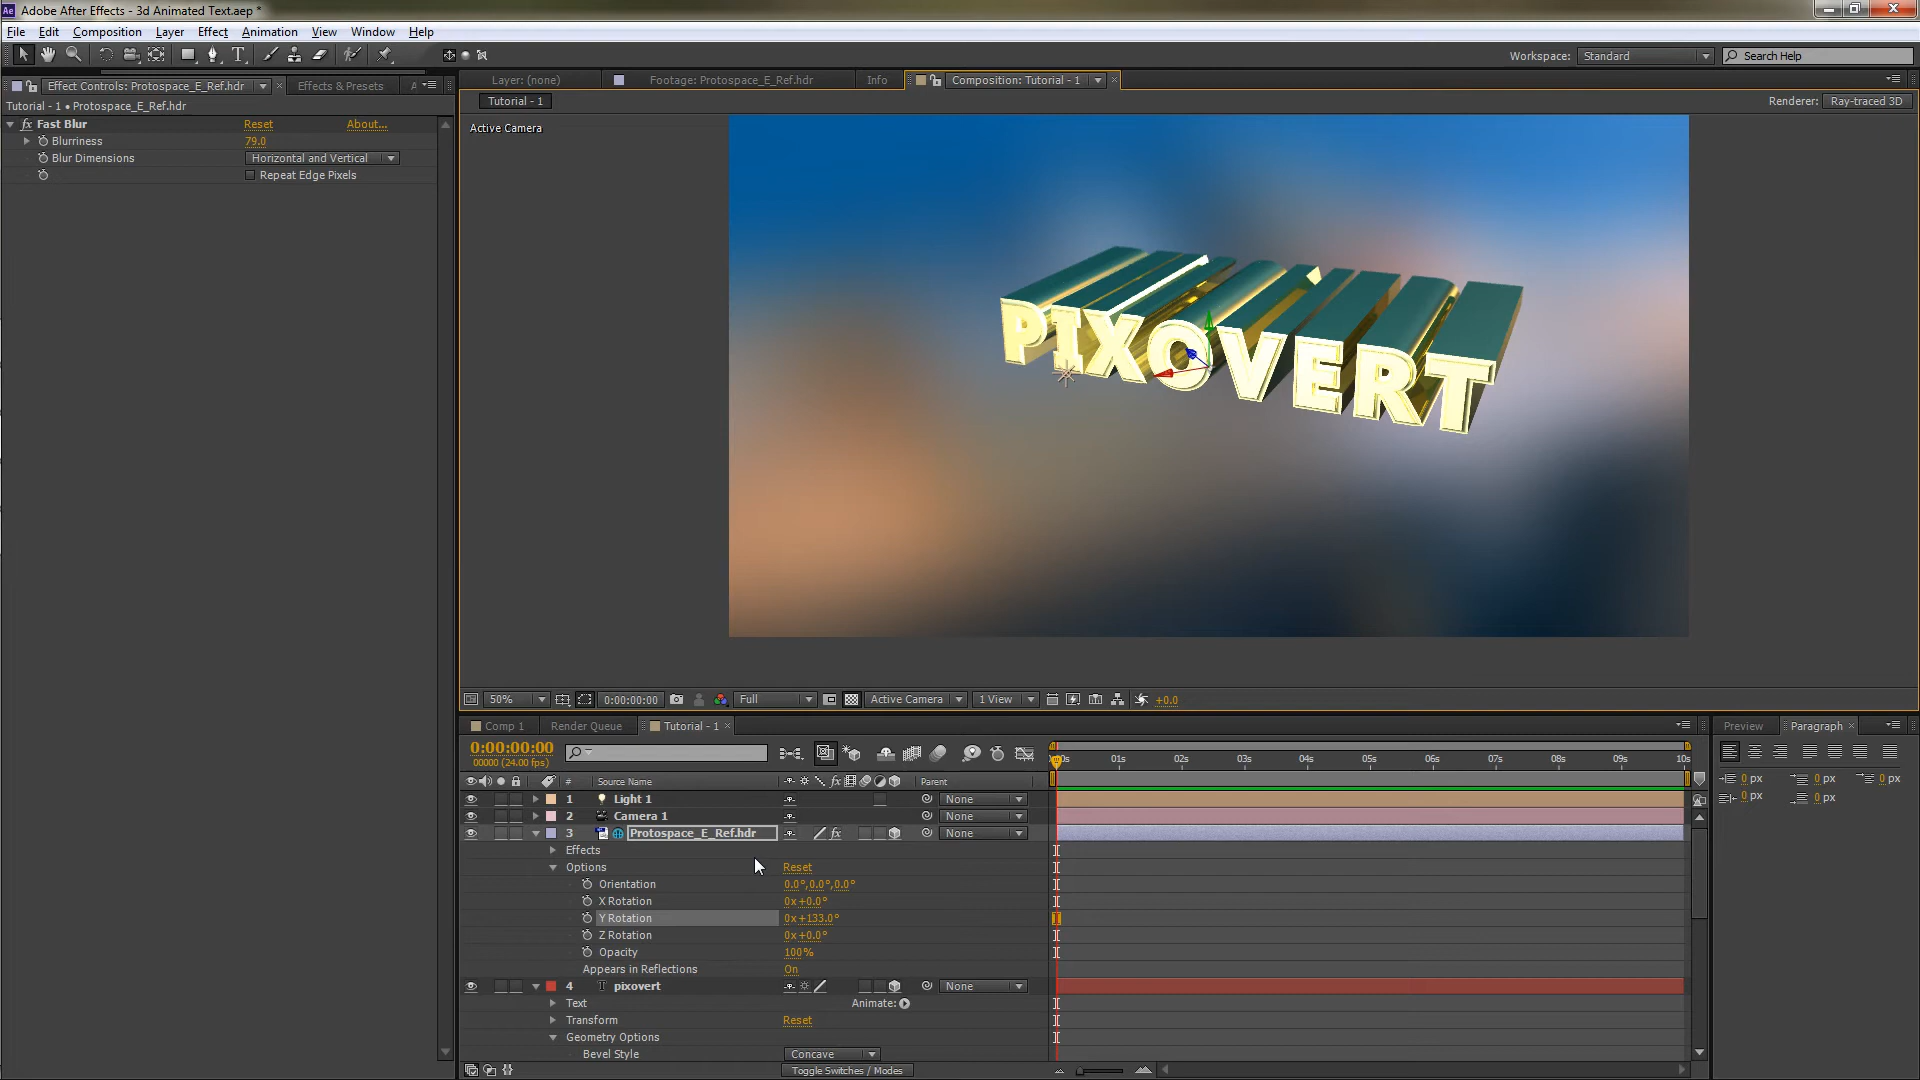 Ae Adobe After Effects - 3d Animated Text.aep *
File Edit Composition Layer Effect Animation View Window Help
Workspace: Standard Search Help
Effect Controls: Protospace_E_Ref.hdr Effects & Presets A
Layer: (none) Footage: Protospace_E_Ref.hdr Info Composition: Tutorial - 1
Tutorial - 1 • Protospace_E_Ref.hdr
Tutorial - 1 Renderer: Ray-traced 3D
fx Fast Blur Reset About...
Blurriness 79.0
Blur Dimensions Horizontal and Vertical
Repeat Edge Pixels
Active Camera
PIXOVERT
50% 0:00:00:00 Full Active Camera 1 View +0.0
Comp 1 Render Queue Tutorial - 1
Preview Paragraph
0:00:00:00
00000 (24.00 fps)
01s 02s 03s 04s 05s 06s 07s 08s 09s 10s
# Source Name fx Parent
0 px 0 px 0 px
0 px 0 px
1 Light 1 None
2 Camera 1 None
3 Protospace_E_Ref.hdr fx None
Effects
Options Reset
Orientation 0.0°,0.0°,0.0°
X Rotation 0x+0.0°
Y Rotation 0x+133.0°
Z Rotation 0x+0.0°
Opacity 100%
Appears in Reflections On
4 T pixovert None
Text Animate:
Transform Reset
Geometry Options
Bevel Style Concave
Toggle Switches / Modes